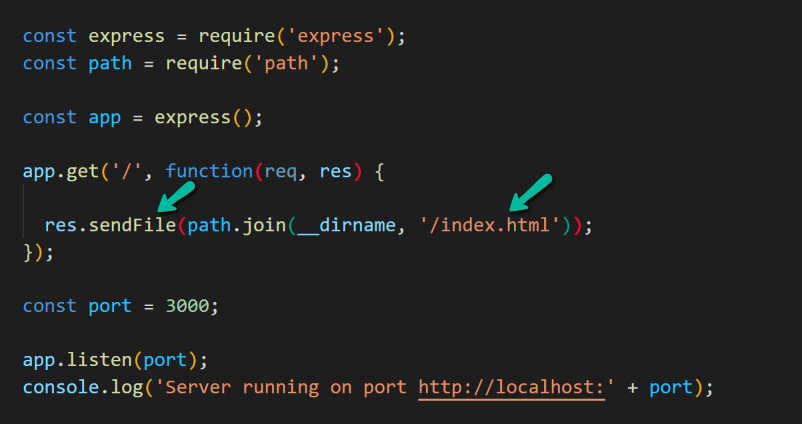 const express = require('express');
const path = require('path');
const app = express();
app.get('/', function(req, res) {
res.sendFile(path.join(__dirname, '/index.html'));
});
const port = 3000;
app.listen(port);
console.log('Server running on port http://localhost:' + port);